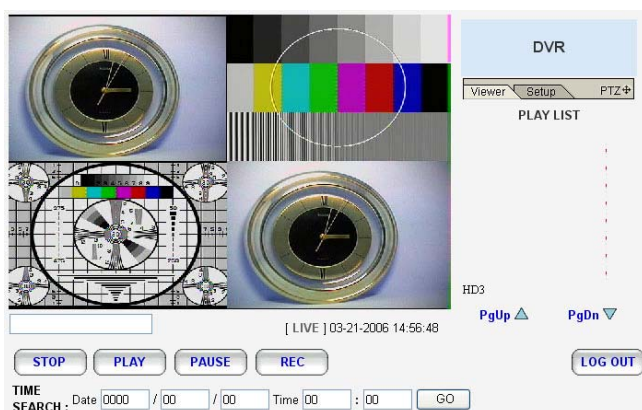 DVR
Viewer Setup PTZ
PLAY LIST
HD3
PgUp PgDn
[ LIVE ] 03-21-2006 14:56:48
STOP PLAY PAUSE REC LOG OUT
TIME
SEARCH : Date 0000 / 00 / 00 Time 00 : 00 GO